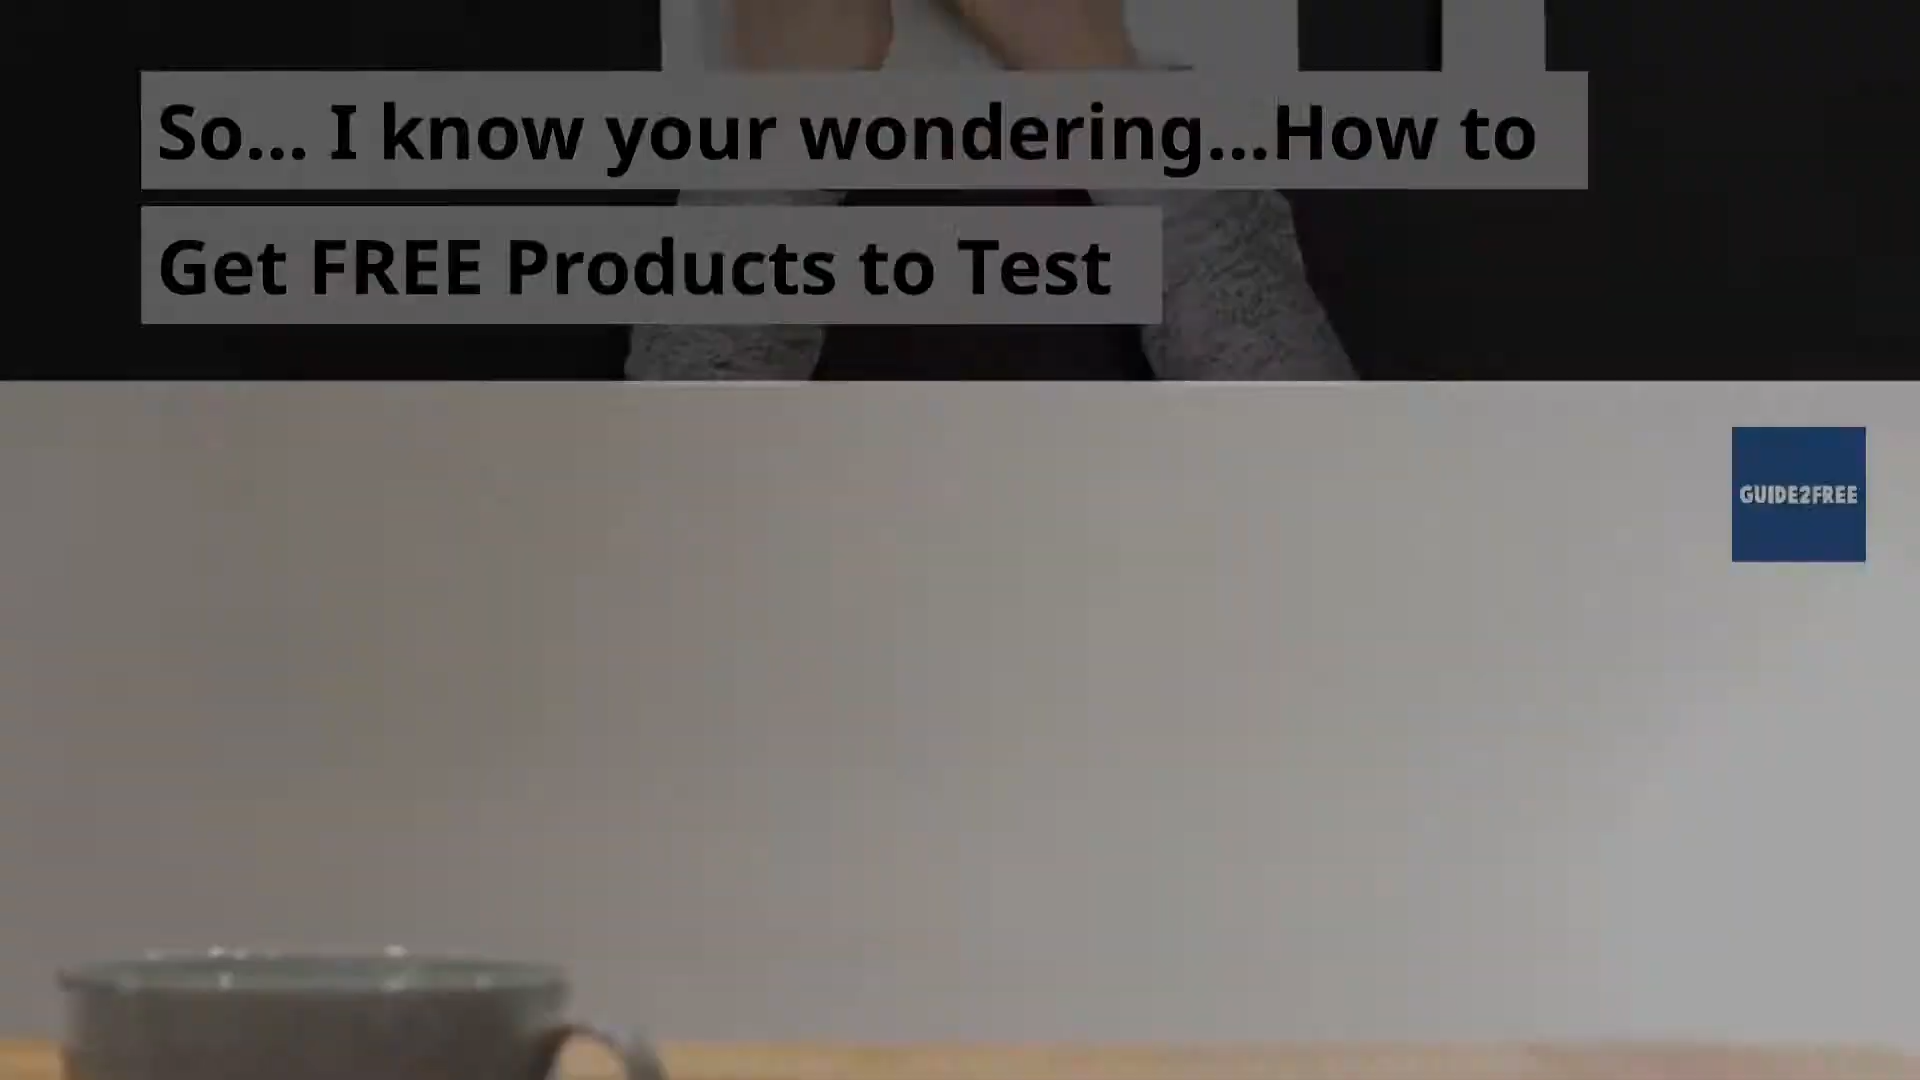 So... I know your wondering...How to
Get FREE Products to Test
GUIDE2FREE